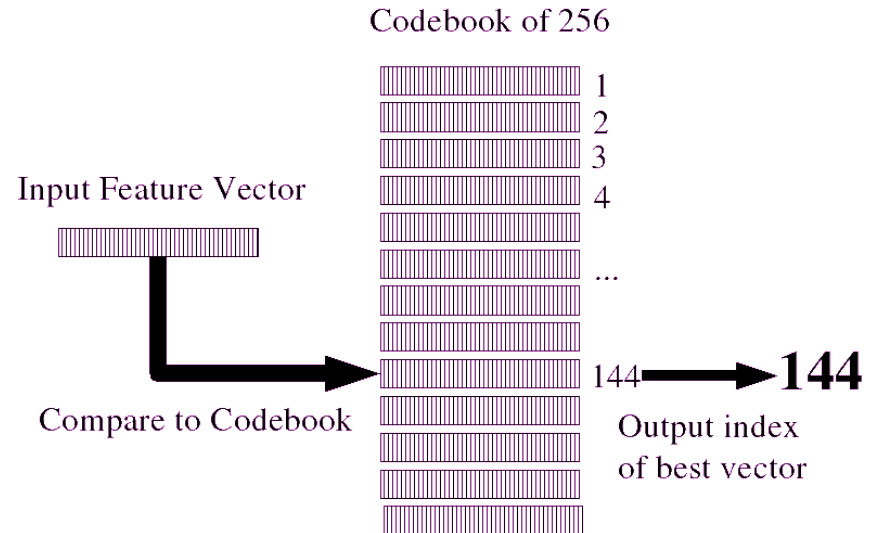 Codebook of 256
1
2
3
Input Feature Vector
4
...
144
144
Compare to Codebook
Output index
of best vector